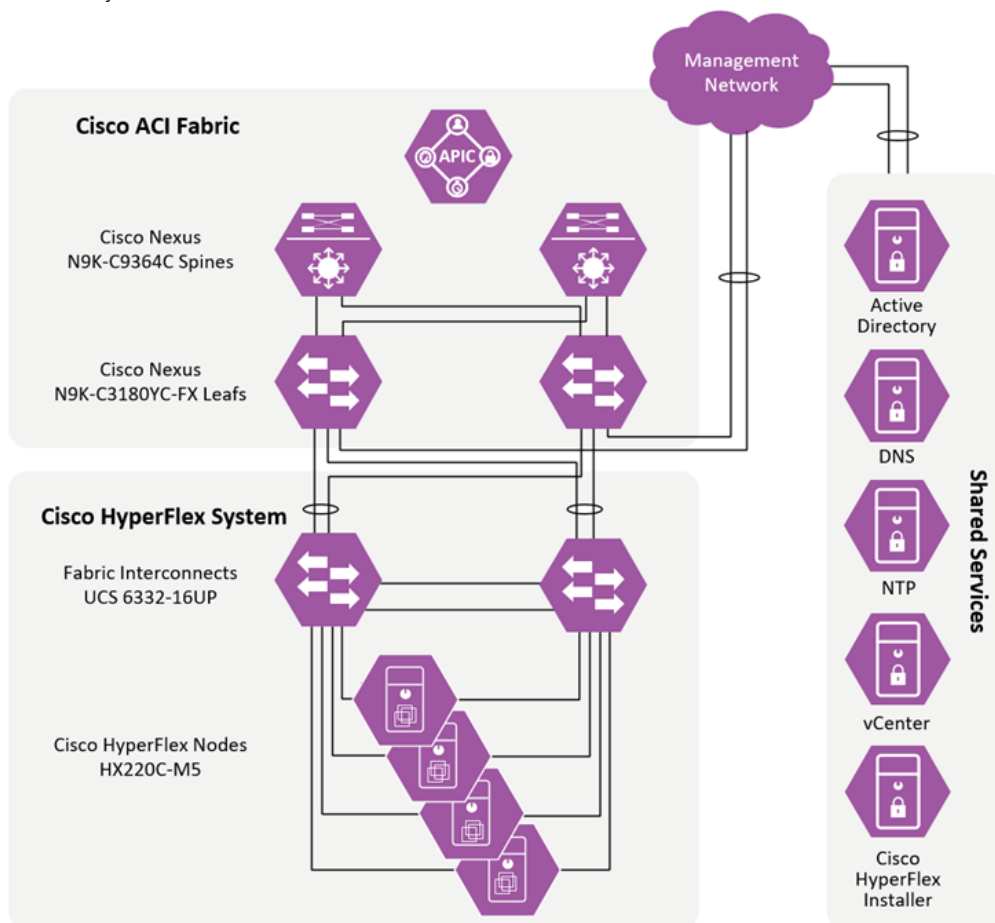 Management
Network
Cisco ACI Fabric
APIC
Cisco Nexus
N9K-C9364C Spines
Cisco Nexus
N9K-C3180YC-FX Leafs
Cisco HyperFlex System
Fabric Interconnects
UCS 6332-16UP
Cisco HyperFlex Nodes
HX220C-M5
Active
Directory
DNS
NTP
vCenter
Cisco
HyperFlex
Installer
Shared Services